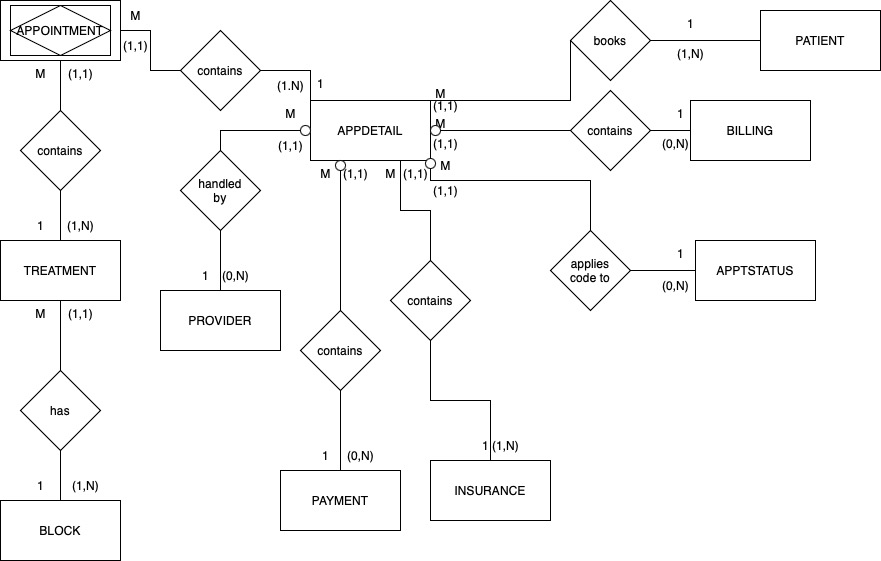 APPOINTMENT
M
(1,1)
contains
(1.N)
1
books
1
(1,N)
PATIENT
M
(1,1)
contains
1
(1,N)
TREATMENT
M
(1,1)
has
1
(1,N)
BLOCK
APPDETAIL
M
(1,1)
M
(1,1)
contains
1
(0,N)
BILLING
M
(1,1)
handled
by
1
(0,N)
PROVIDER
M
(1,1)
contains
1
(0,N)
PAYMENT
M
(1,1)
contains
1
(1,N)
INSURANCE
M
(1,1)
applies
code to
1
(0,N)
APPTSTATUS